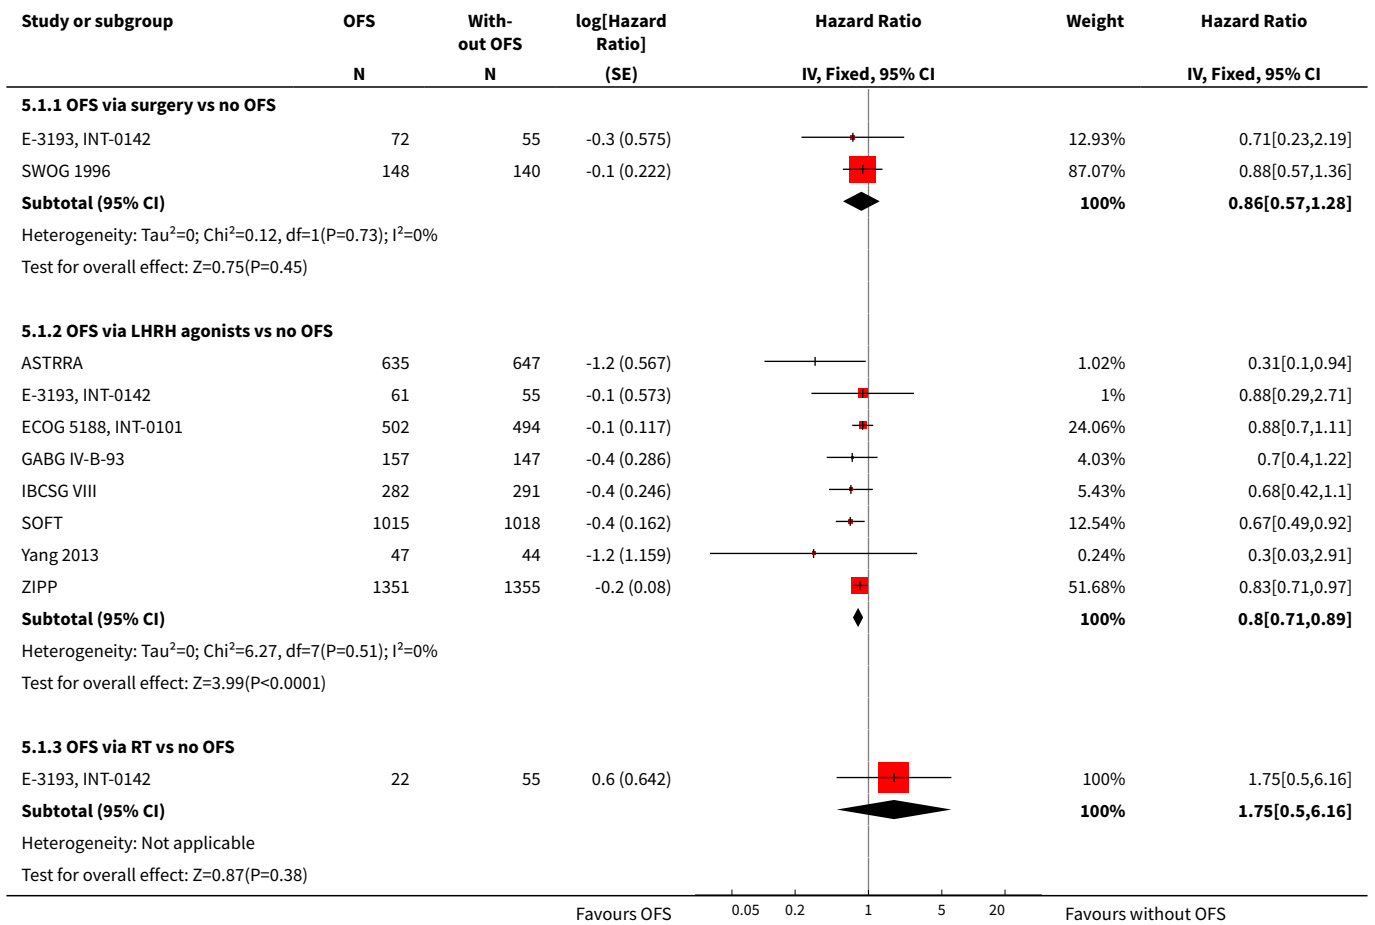 Study or subgroup OFS With- log[Hazard Hazard Ratio Weight Hazard Ratio
out OFS Ratio]
N N (SE) IV, Fixed, 95% CI IV, Fixed, 95% CI
5.1.1 OFS via surgery vs no OFS
E-3193, INT-0142 72 55 -0.3 (0.575) 12.93% 0.71[0.23,2.19]
SWOG 1996 148 140 -0.1 (0.222) 87.07% 0.88[0.57,1.36]
Subtotal (95% CI) 100% 0.86[0.57,1.28]
Heterogeneity: Tau²=0; Chi²=0.12, df=1(P=0.73); I²=0%
Test for overall effect: Z=0.75(P=0.45)
5.1.2 OFS via LHRH agonists vs no OFS
ASTRRA 635 647 -1.2 (0.567) 1.02% 0.31[0.1,0.94]
E-3193, INT-0142 61 55 -0.1 (0.573) 1% 0.88[0.29,2.71]
ECOG 5188, INT-0101 502 494 -0.1 (0.117) 24.06% 0.88[0.7,1.11]
GABG IV-B-93 157 147 -0.4 (0.286) 4.03% 0.7[0.4,1.22]
IBCSG VIII 282 291 -0.4 (0.246) 5.43% 0.68[0.42,1.1]
SOFT 1015 1018 -0.4 (0.162) 12.54% 0.67[0.49,0.92]
Yang 2013 47 44 -1.2 (1.159) 0.24% 0.3[0.03,2.91]
ZIPP 1351 1355 -0.2 (0.08) 51.68% 0.83[0.71,0.97]
Subtotal (95% CI) 100% 0.8[0.71,0.89]
Heterogeneity: Tau²=0; Chi²=6.27, df=7(P=0.51); I²=0%
Test for overall effect: Z=3.99(P<0.0001)
5.1.3 OFS via RT vs no OFS
E-3193, INT-0142 22 55 0.6 (0.642) 100% 1.75[0.5,6.16]
Subtotal (95% CI) 100% 1.75[0.5,6.16]
Heterogeneity: Not applicable
Test for overall effect: Z=0.87(P=0.38)
Favours OFS 0.05 0.2 1 5 20 Favours without OFS